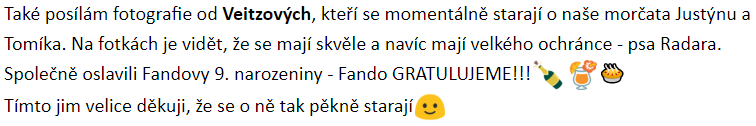 Také posílám fotografie od Veitzových, kteří se momentálně starají o naše morčata Justýnu a
Tomíka. Na fotkách je vidět, že se mají skvěle a navíc mají velkého ochránce - psa Radara.
Společně oslavili Fandovy 9. narozeniny - Fando GRATULUJEME!!!
Tímto jim velice děkuji, že se o ně tak pěkně starají